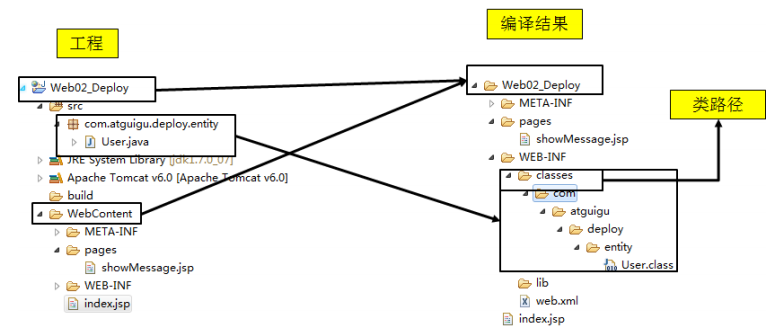 工程
Web02_Deploy
src
com.atguigu.deploy.entity
User.java
JRE System Library [jdk1.7.0_07]
Apache Tomcat v6.0 [Apache Tomcat v6.0]
build
WebContent
META-INF
pages
showMessage.jsp
WEB-INF
index.jsp
编译结果
Web02_Deploy
META-INF
pages
showMessage.jsp
WEB-INF
classes
com
atguigu
deploy
entity
User.class
lib
web.xml
index.jsp
类路径